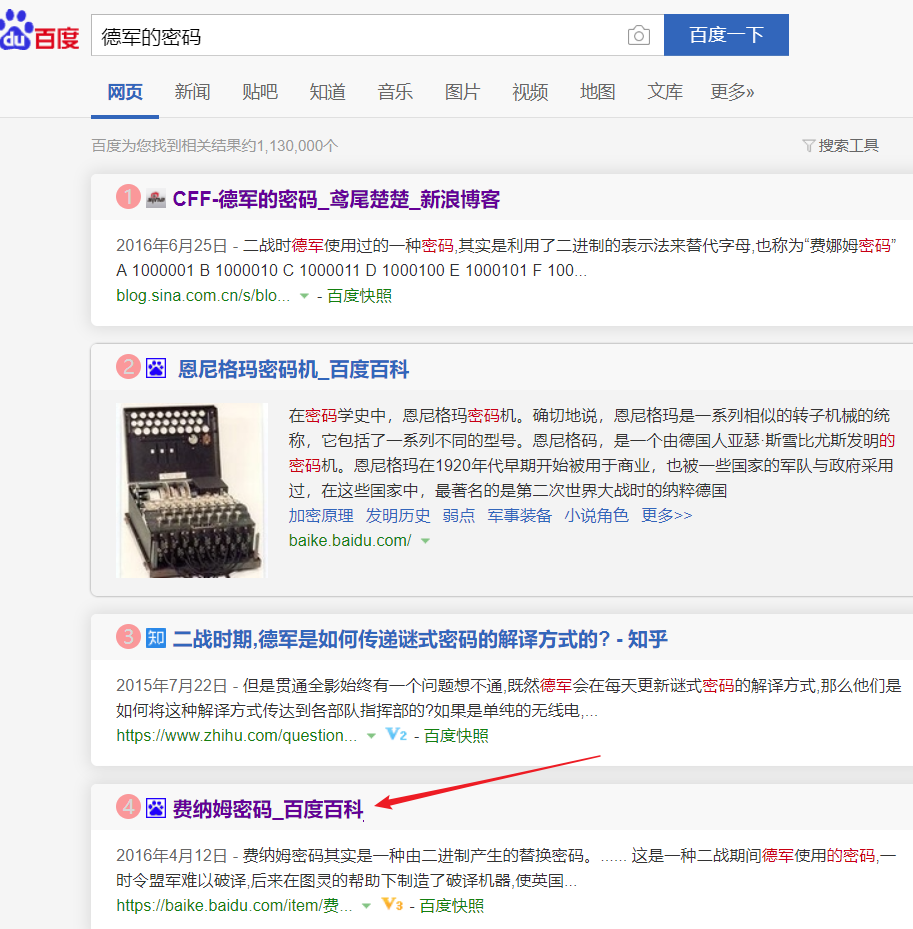 du百度
德军的密码
百度一下
网页 新闻 贴吧 知道 音乐 图片 视频 地图 文库 更多»
百度为您找到相关结果约1,130,000个
搜索工具
1 CFF-德军的密码_鸢尾楚楚_新浪博客
2016年6月25日 - 二战时德军使用过的一种密码,其实是利用了二进制的表示法来替代字母,也称为“费娜姆密码”
A 1000001 B 1000010 C 1000011 D 1000100 E 1000101 F 100...
blog.sina.com.cn/s/blo... - 百度快照
2 恩尼格玛密码机_百度百科
在密码学史中，恩尼格玛密码机。确切地说，恩尼格玛是一系列相似的转子机械的统
称，它包括了一系列不同的型号。恩尼格码，是一个由德国人亚瑟·斯雪比尤斯发明的
密码机。恩尼格玛在1920年代早期开始被用于商业，也被一些国家的军队与政府采用
过，在这些国家中，最著名的是第二次世界大战时的纳粹德国
加密原理 发明历史 弱点 军事装备 小说角色 更多>>
baike.baidu.com/
3 知 二战时期,德军是如何传递谜式密码的解译方式的? - 知乎
2015年7月22日 - 但是贯通全影始终有一个问题想不通,既然德军会在每天更新谜式密码的解译方式,那么他们是
如何将这种解译方式传达到各部队指挥部的?如果是单纯的无线电,...
https://www.zhihu.com/question... V2 - 百度快照
4 费纳姆密码_百度百科
2016年4月12日 - 费纳姆密码其实是一种由二进制产生的替换密码。...... 这是一种二战期间德军使用的密码,一
时令盟军难以破译,后来在图灵的帮助下制造了破译机器,使英国...
https://baike.baidu.com/item/费... V3 - 百度快照